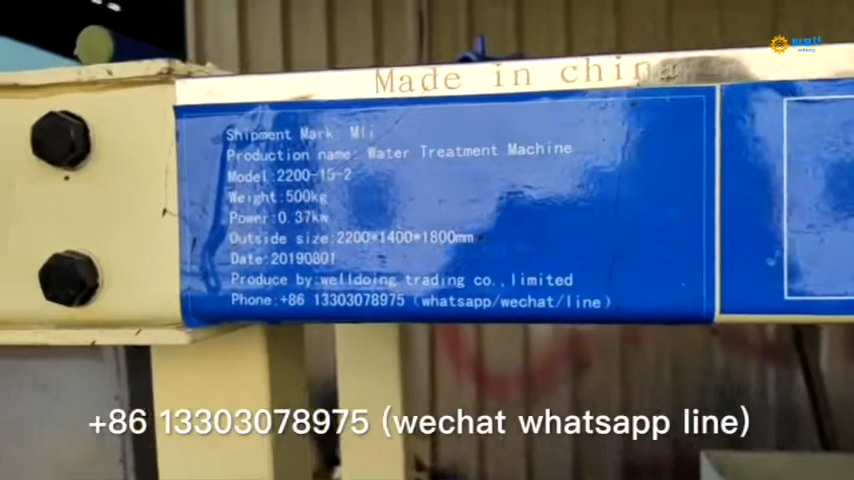 Made in china
Shipment Mark: Mli
Production name: Water Treatment Machine
Model:2200-15-2
Weight:500kg
Power:0.37kw
Outside size:2200*1400*1800mm
Date:20190801
Produce by:welldoing trading co.,limited
Phone:+86 13303078975 (whatsapp/wechat/line)
+86 13303078975 (wechat whatsapp line)